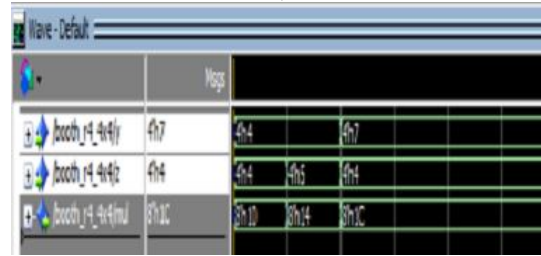 Wave - Default
Msgs
/booth_r4_4x4/y 4'h7 4'h4 4'h7
/booth_r4_4x4/z 4'h4 4'h4 4'h5 4'h4
/booth_r4_4x4/mul 8'h1C 8'h10 8'h14 8'h1C